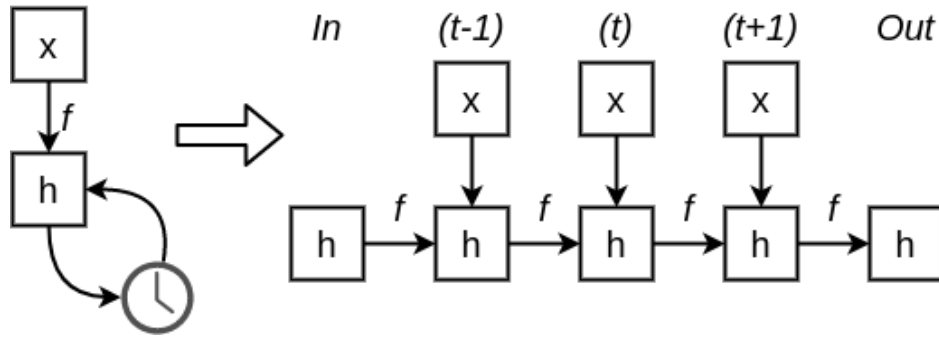 x
f
h
In (t-1) (t) (t+1) Out
x x x
f f f f
h h h h h